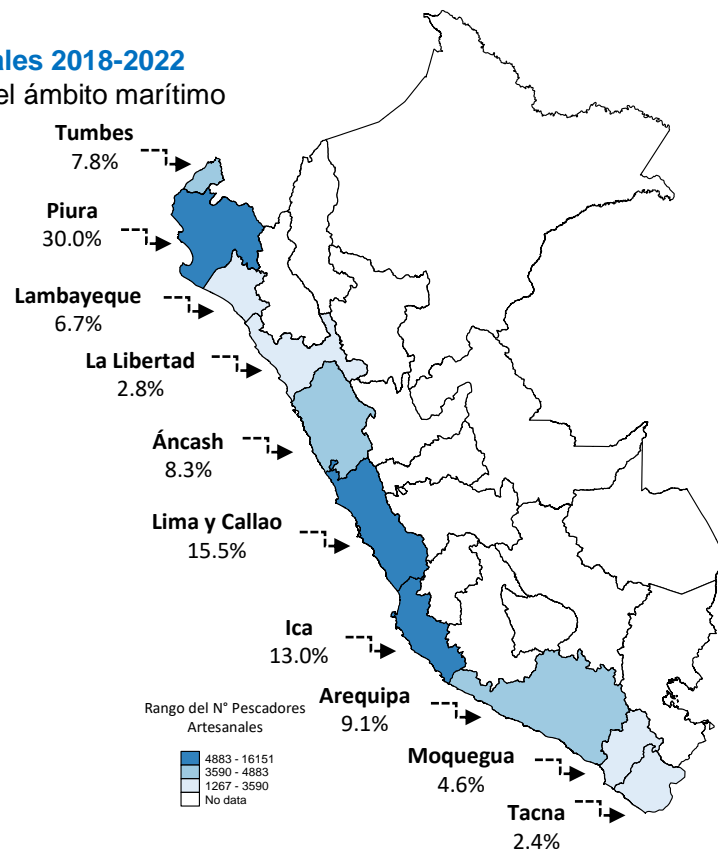 ales 2018-2022
el ámbito marítimo
Tumbes
7.8%
Piura
30.0%
Lambayeque
6.7%
La Libertad
2.8%
Áncash
8.3%
Lima y Callao
15.5%
Ica
13.0%
Arequipa
9.1%
Moquegua
4.6%
Tacna
2.4%
Rango del N° Pescadores
Artesanales
4883 - 16151
3590 - 4883
1267 - 3590
No data